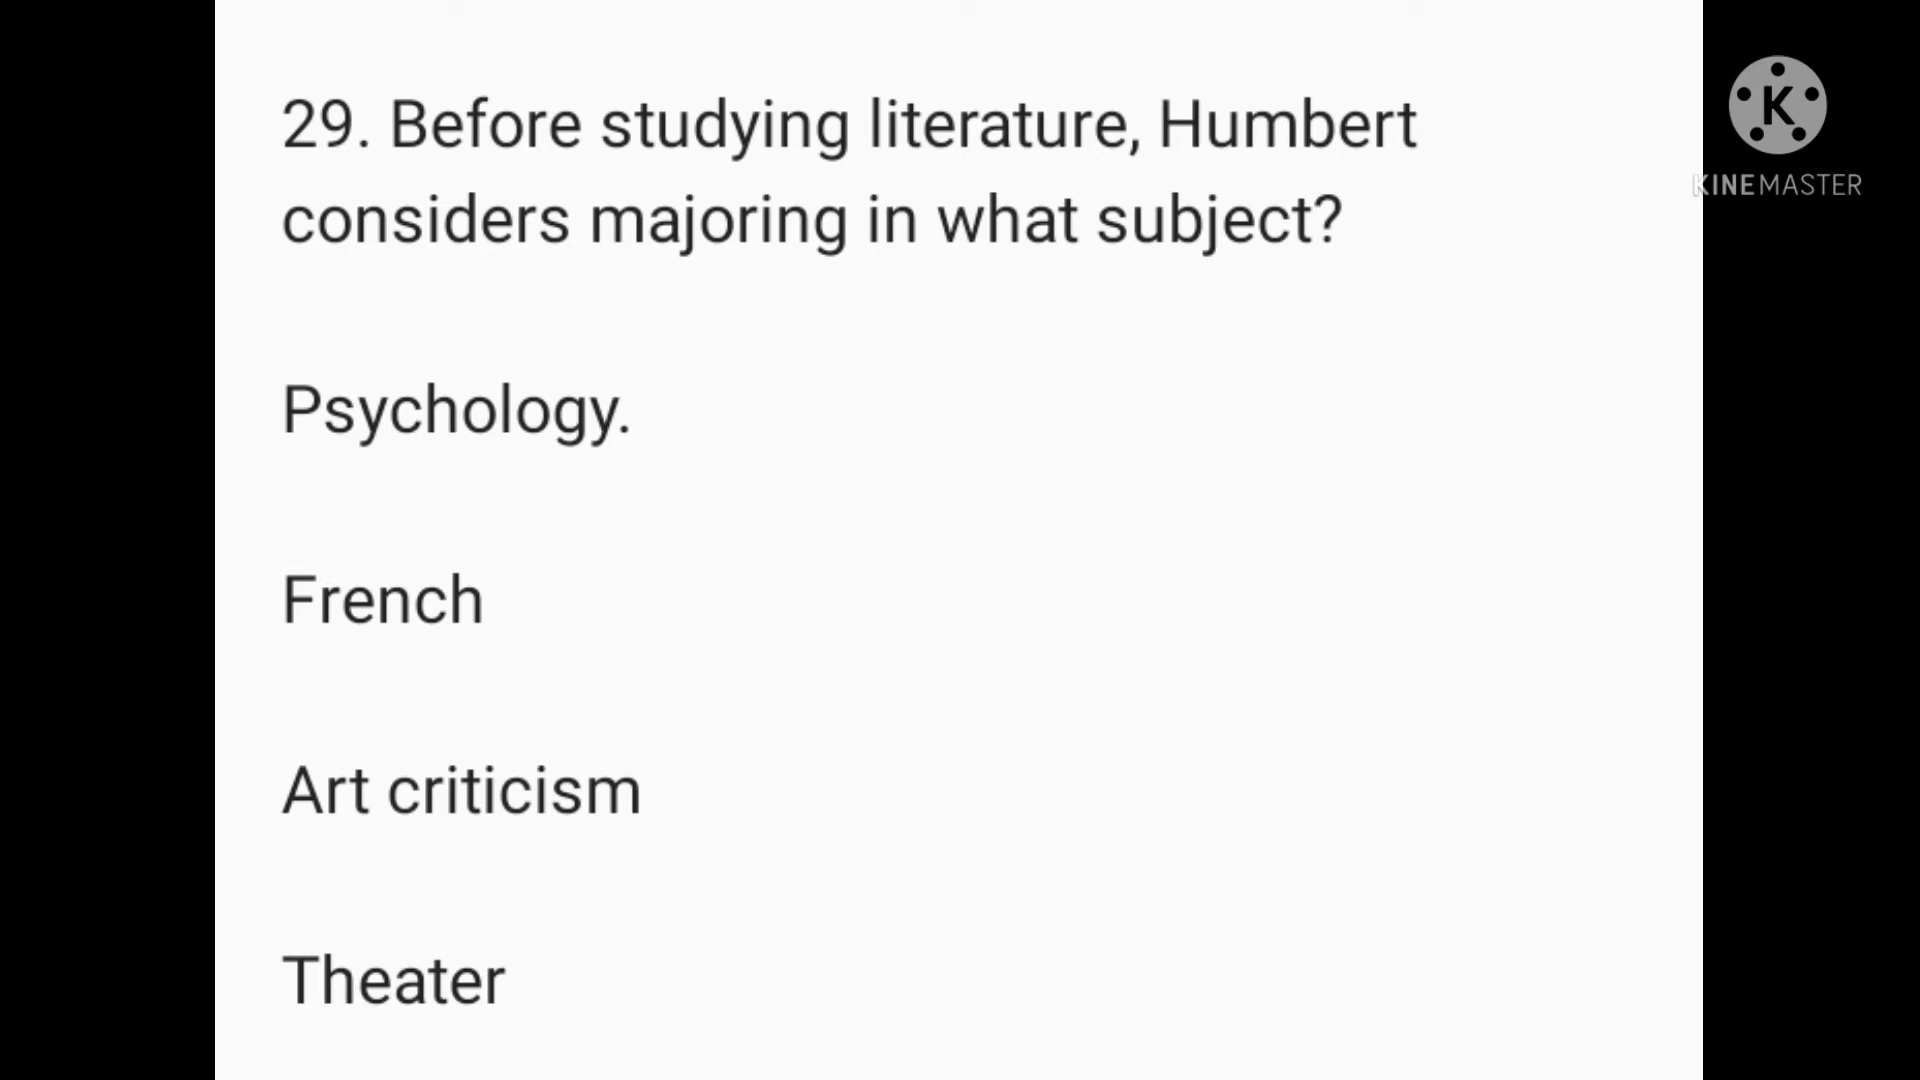 29. Before studying literature, Humbert
considers majoring in what subject?
Psychology.
French
Art criticism
Theater
K
KINEMASTER